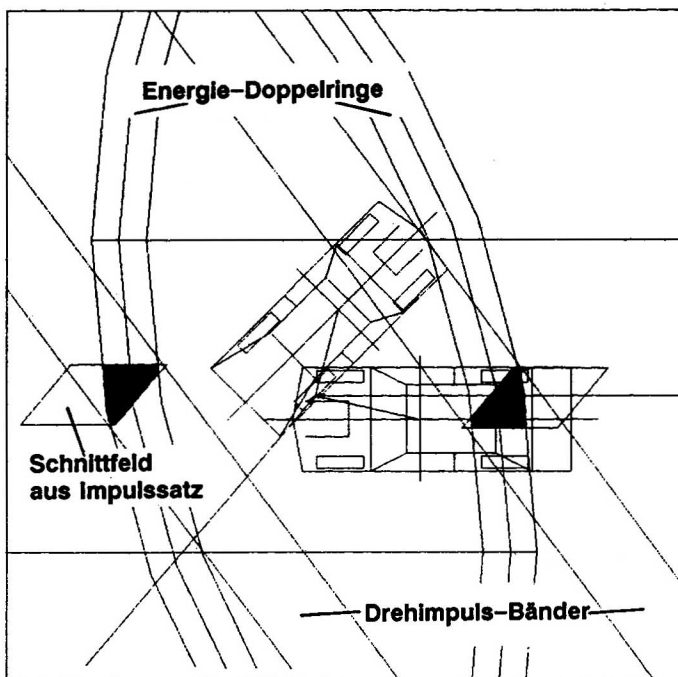 Energie–Doppelringe
Schnittfeld
aus Impulssatz
Drehimpuls–Bänder